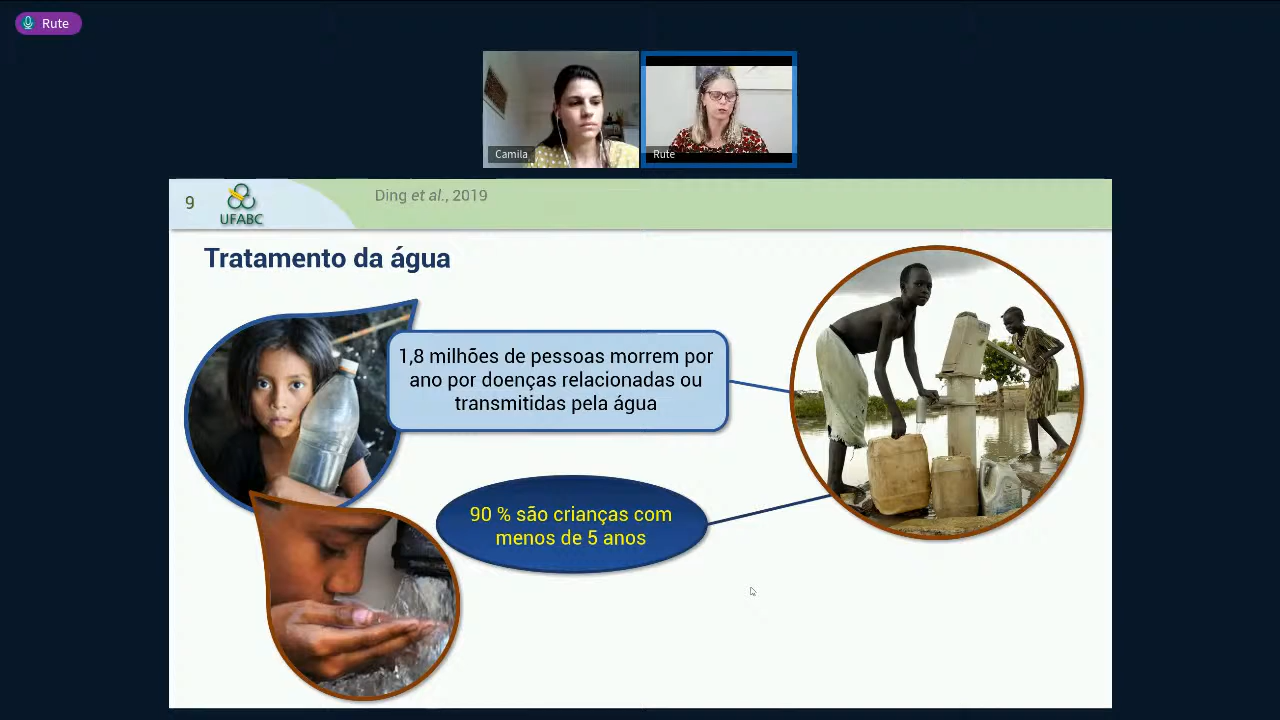 Rute
Camila
Rute
9
UFABC
Ding et al., 2019
Tratamento da água
1,8 milhões de pessoas morrem por
ano por doenças relacionadas ou
transmitidas pela água
90 % são crianças com
menos de 5 anos